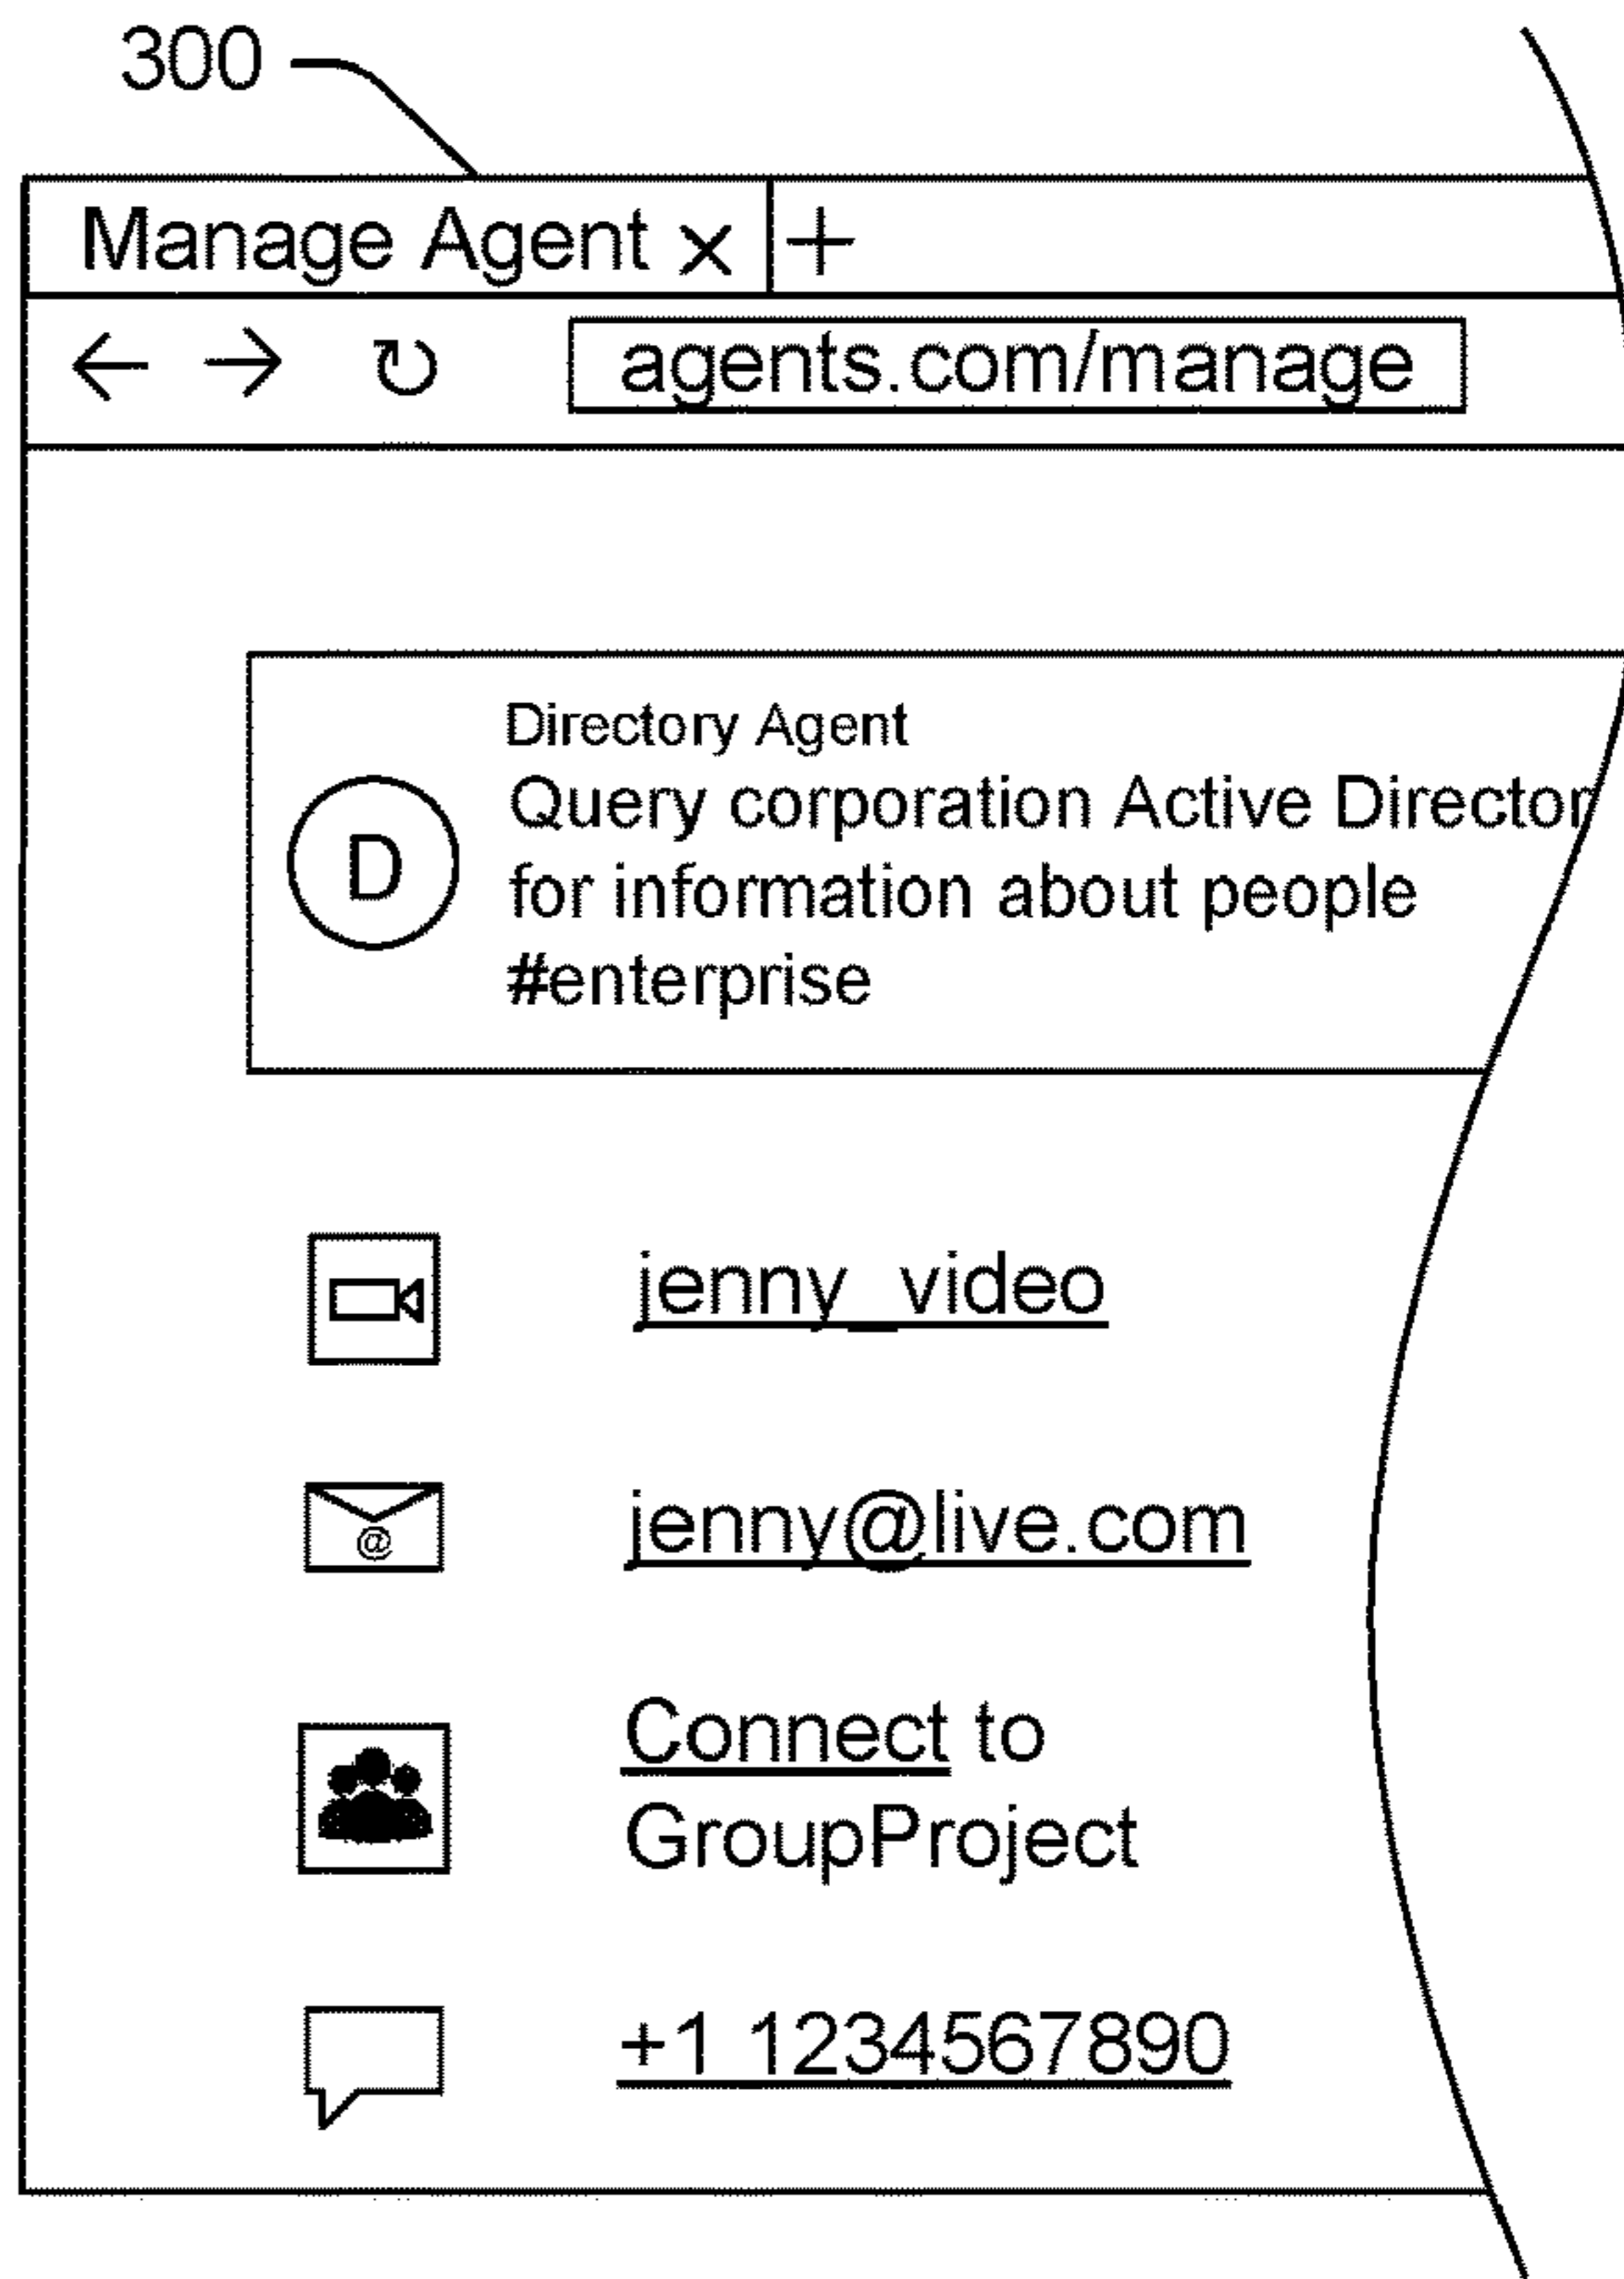 300
Manage Agent × +
agents.com/manage
Directory Agent
Query corporation Active Director
D
for information about people
#enterprise
jenny_video
@
jenny@live.com
Connect to
GroupProject
+1 1234567890